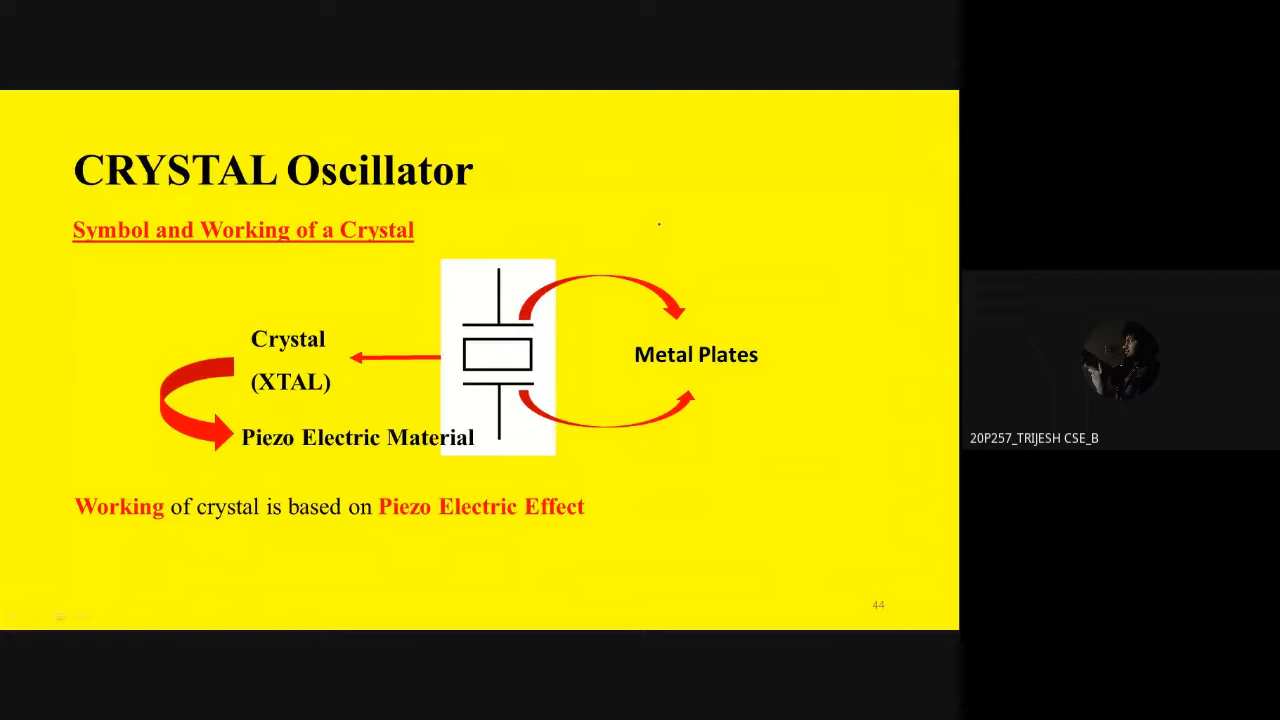 CRYSTAL Oscillator
Symbol and Working of a Crystal
Crystal
(XTAL)
Metal Plates
Piezo Electric Material
Working of crystal is based on Piezo Electric Effect
44
20P257_TRIJESH CSE_B